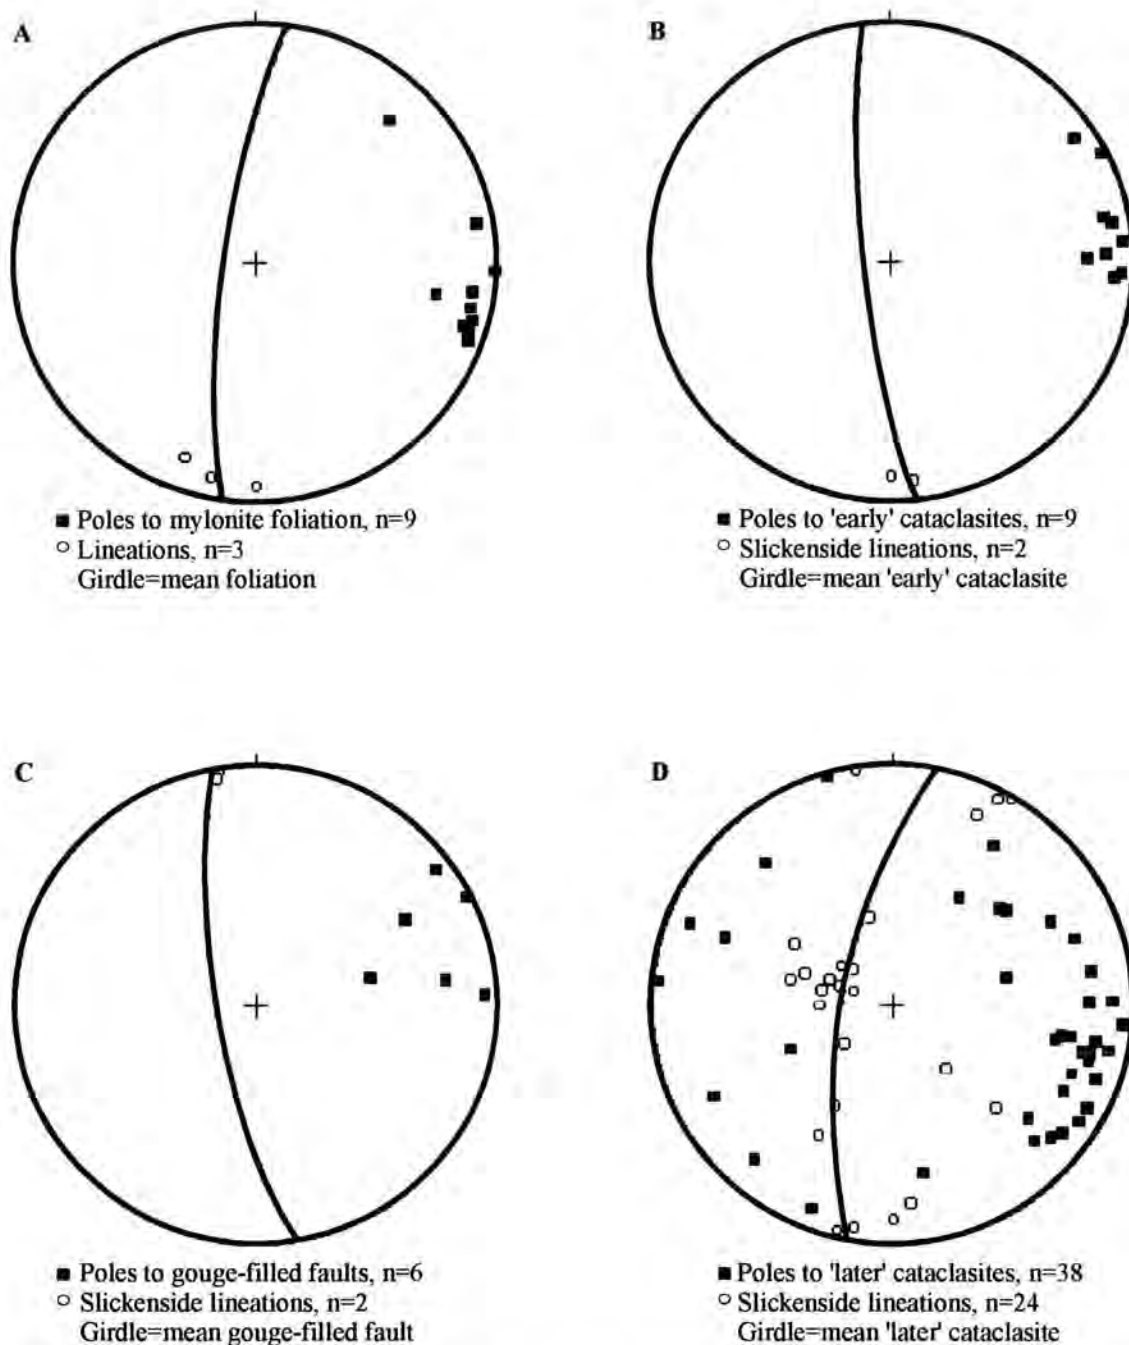 A
■ Poles to mylonite foliation, n=9
○ Lineations, n=3
Girdle=mean foliation
B
■ Poles to 'early' cataclasites, n=9
○ Slickenside lineations, n=2
Girdle=mean 'early' cataclasite
C
■ Poles to gouge-filled faults, n=6
○ Slickenside lineations, n=2
Girdle=mean gouge-filled fault
D
■ Poles to 'later' cataclasites, n=38
○ Slickenside lineations, n=24
Girdle=mean 'later' cataclasite